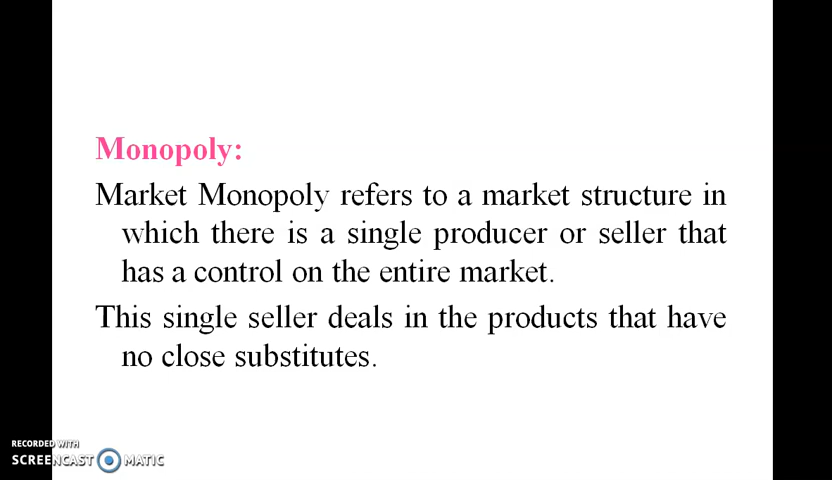 Monopoly:
Market Monopoly refers to a market structure in
which there is a single producer or seller that
has a control on the entire market.
This single seller deals in the products that have
no close substitutes.
RECORDED WITH
SCREENCAST MATIC